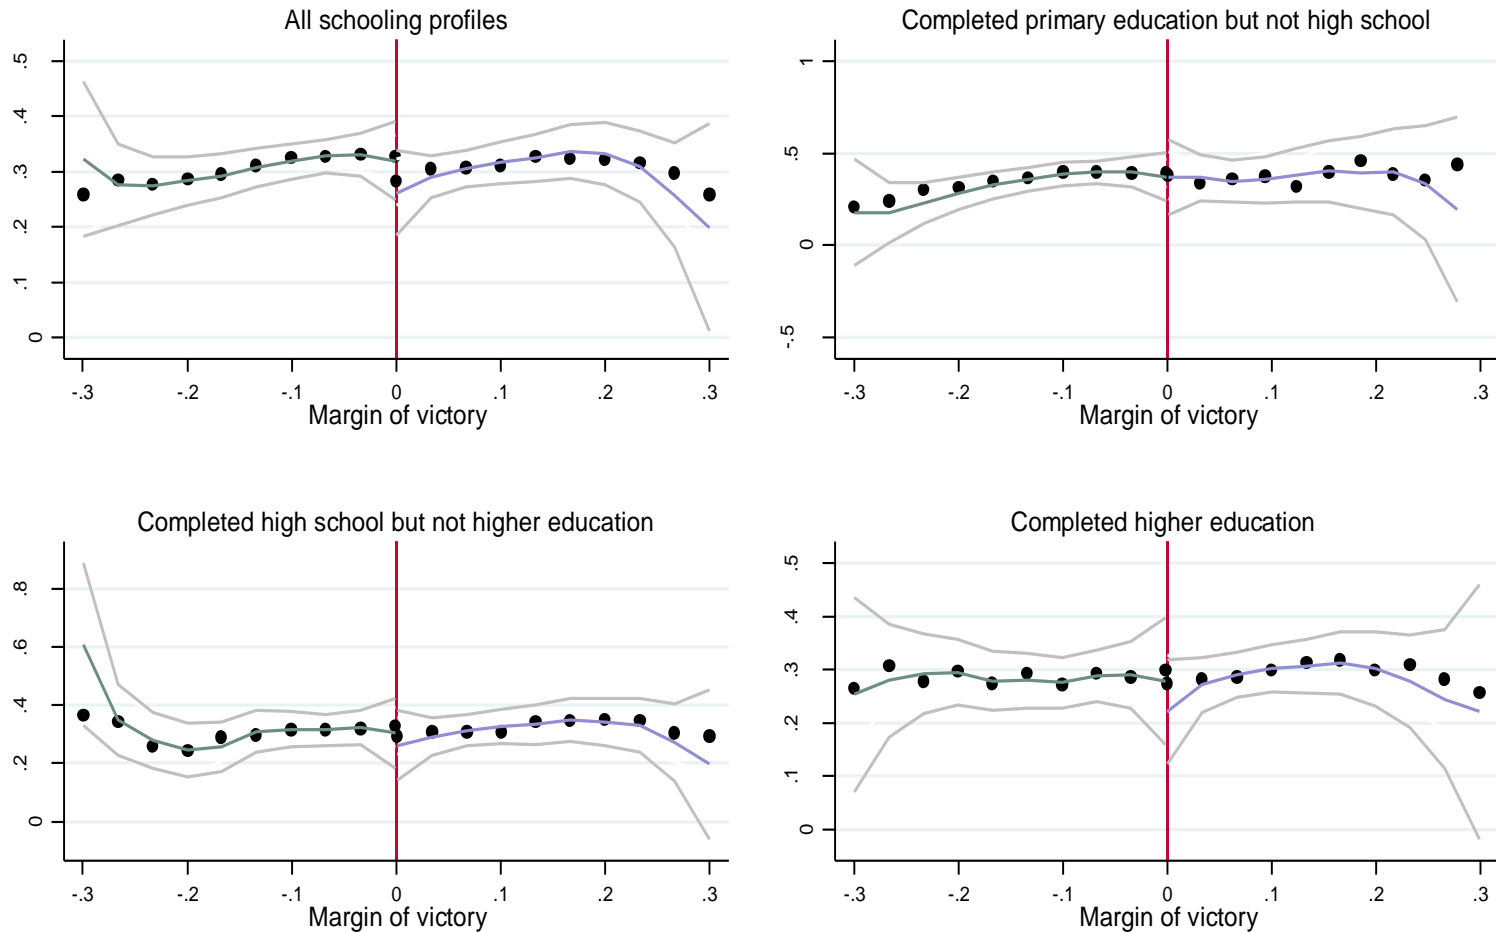 All schooling profiles
.5
.4
.3
.2
.1
0
-.3 -.2 -.1 0 .1 .2 .3
Margin of victory
Completed primary education but not high school
1
.5
0
-.5
-.3 -.2 -.1 0 .1 .2 .3
Margin of victory
Completed high school but not higher education
.8
.6
.4
.2
0
-.3 -.2 -.1 0 .1 .2 .3
Margin of victory
Completed higher education
.5
.4
.3
.2
.1
0
-.3 -.2 -.1 0 .1 .2 .3
Margin of victory